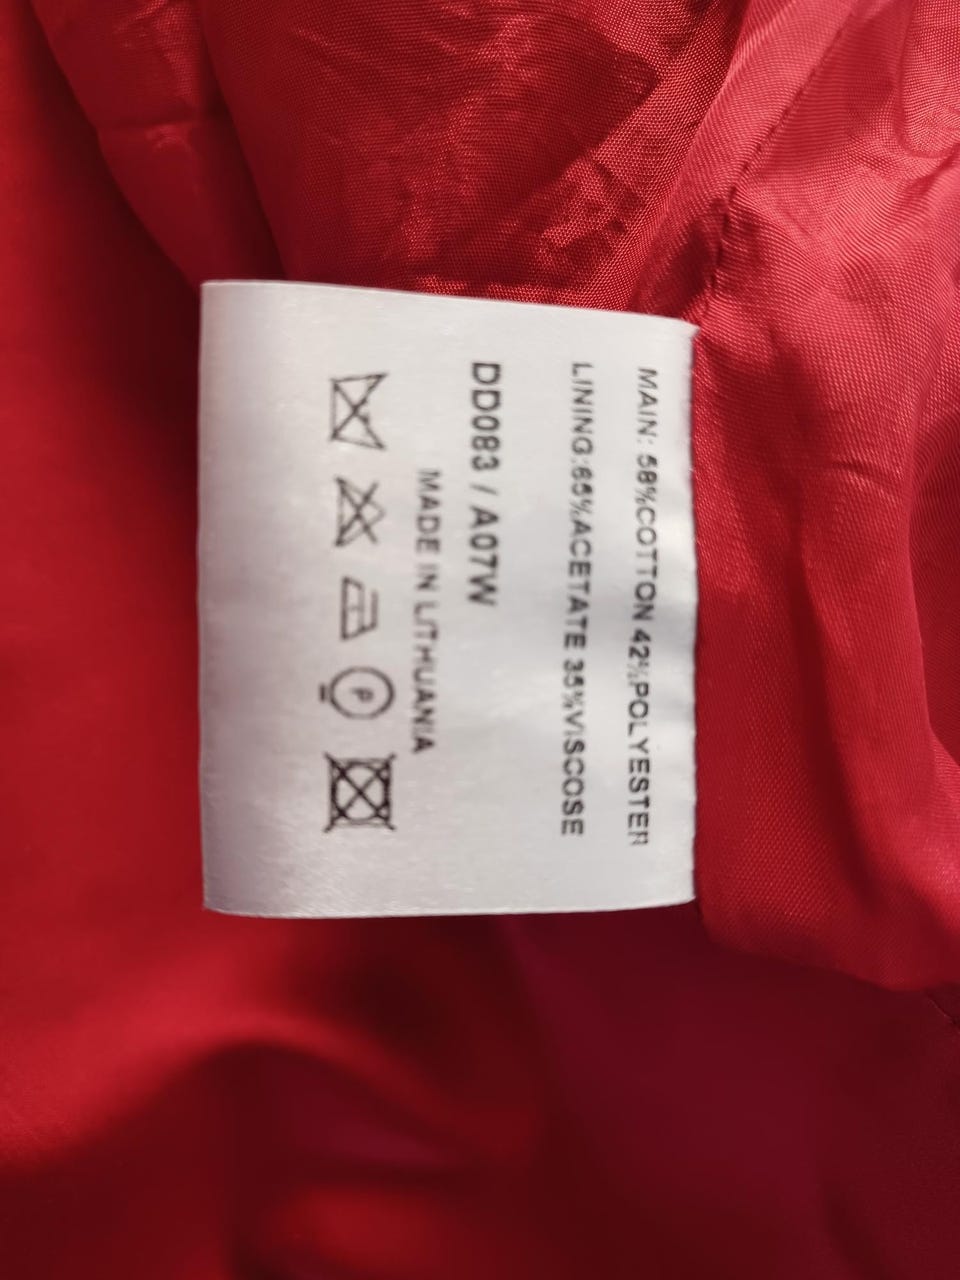 MAIN: 58%COTTON 42%POLYESTER
LINING:65%ACETATE 35%VISCOSE
DD083 / A07W
MADE IN LITHUANIA
P